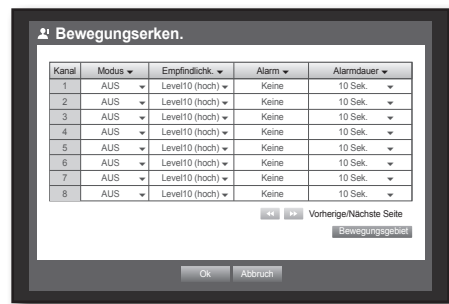 Bewegungserken.
Kanal Modus Empfindlichk. Alarm Alarmdauer
1 AUS Level10 (hoch) Keine 10 Sek.
2 AUS Level10 (hoch) Keine 10 Sek.
3 AUS Level10 (hoch) Keine 10 Sek.
4 AUS Level10 (hoch) Keine 10 Sek.
5 AUS Level10 (hoch) Keine 10 Sek.
6 AUS Level10 (hoch) Keine 10 Sek.
7 AUS Level10 (hoch) Keine 10 Sek.
8 AUS Level10 (hoch) Keine 10 Sek.
Vorherige/Nächste Seite
Bewegungsgebiet
Ok Abbruch